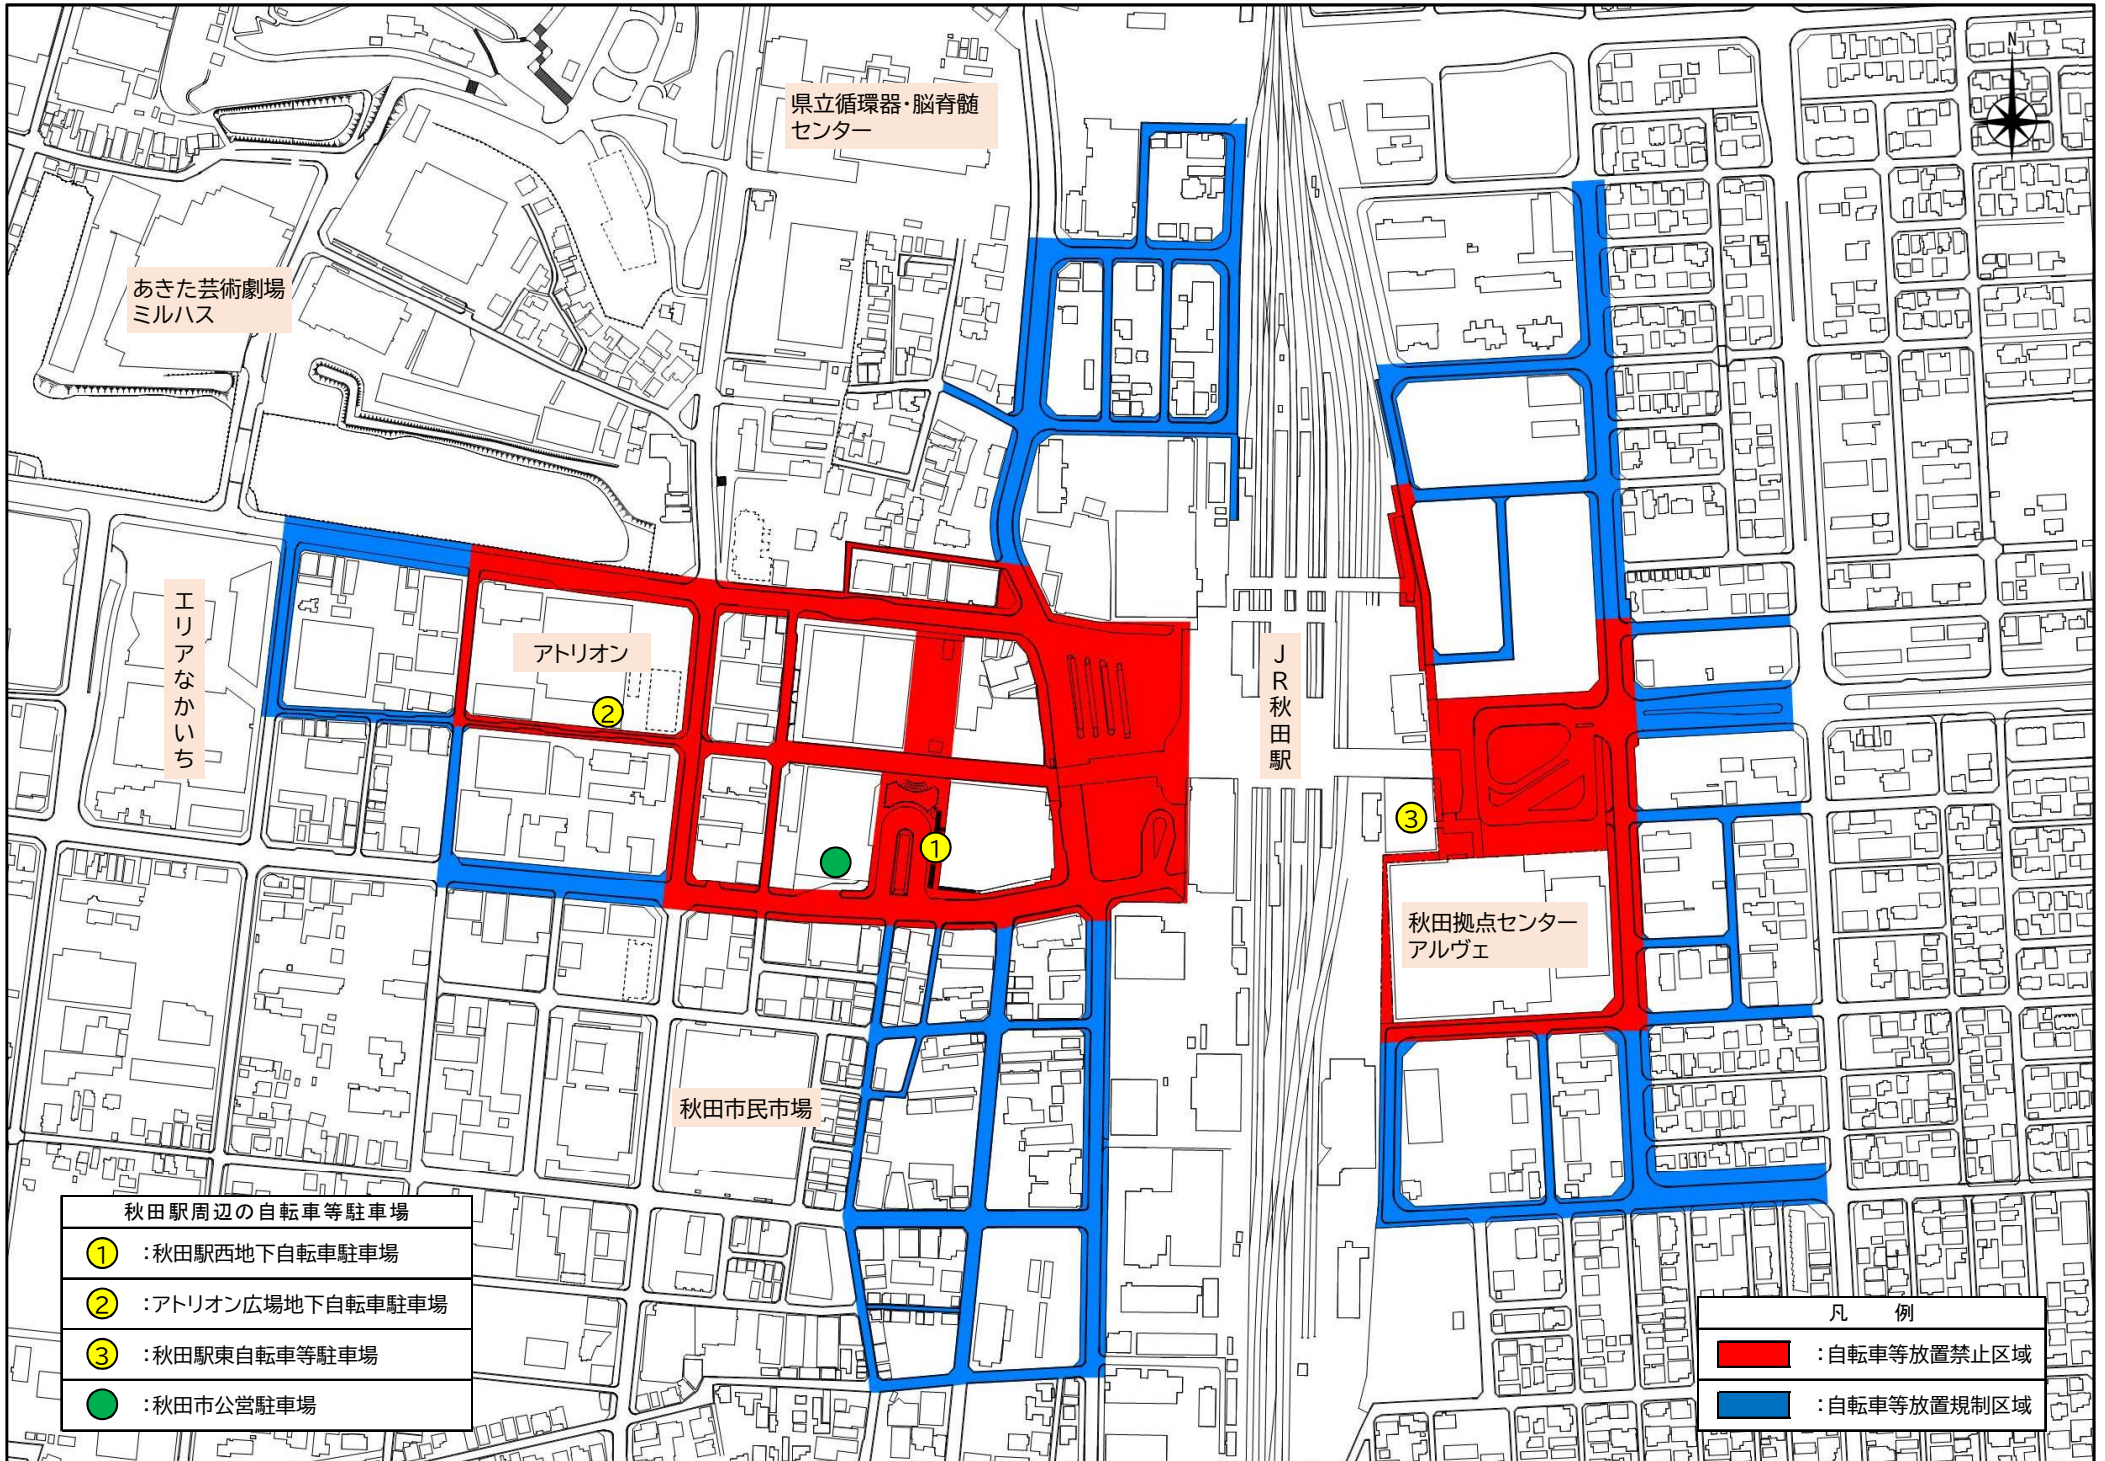 N
県立循環器・脳脊髄
センター
あきた芸術劇場
ミルハス
エリアなかいち
アトリオン
2
JR秋田駅
1
3
秋田拠点センター
アルヴェ
秋田市民市場
秋田駅周辺の自転車等駐車場
1 :秋田駅西地下自転車駐車場
2 :アトリオン広場地下自転車駐車場
3 :秋田駅東自転車等駐車場
:秋田市公営駐車場
凡 例
:自転車等放置禁止区域
:自転車等放置規制区域